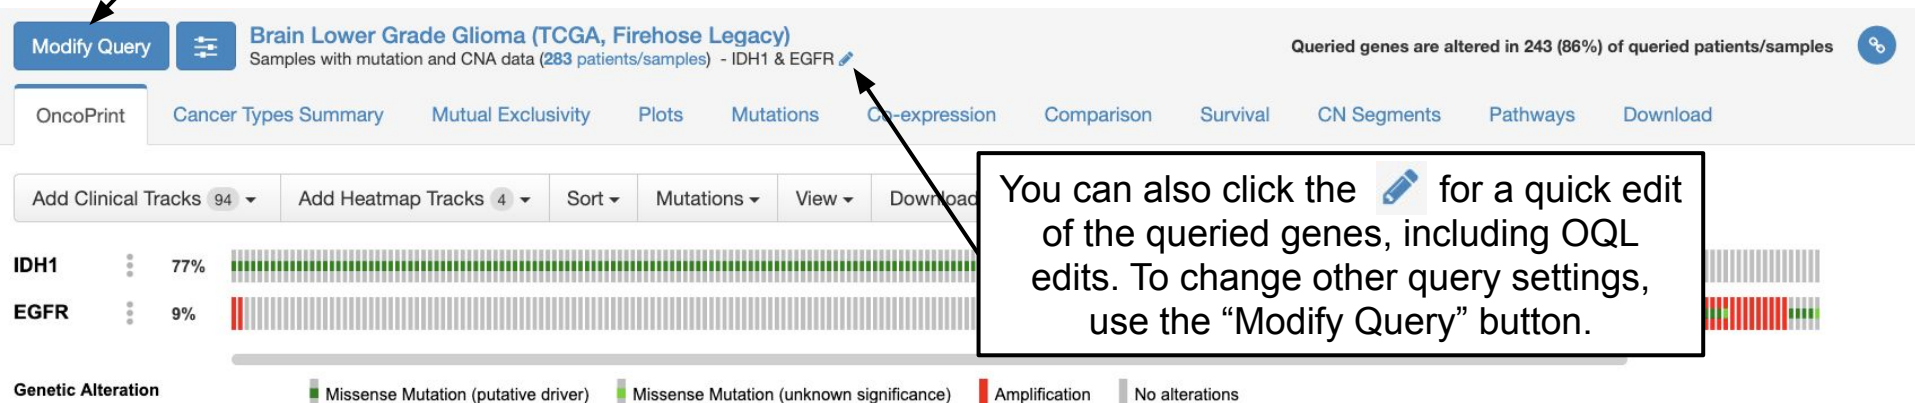 Modify Query
Brain Lower Grade Glioma (TCGA, Firehose Legacy)
Samples with mutation and CNA data (283 patients/samples) - IDH1 & EGFR
Queried genes are altered in 243 (86%) of queried patients/samples
OncoPrint Cancer Types Summary Mutual Exclusivity Plots Mutations Co-expression Comparison Survival CN Segments Pathways Download
Add Clinical Tracks 94 Add Heatmap Tracks 4 Sort Mutations View Download
You can also click the for a quick edit
of the queried genes, including OQL
edits. To change other query settings,
use the “Modify Query” button.
IDH1 77%
EGFR 9%
Genetic Alteration Missense Mutation (putative driver) Missense Mutation (unknown significance) Amplification No alterations